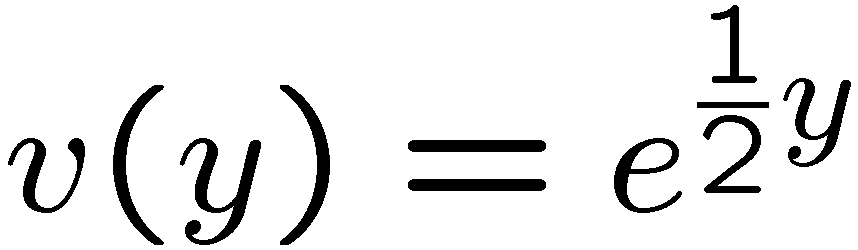 v(y) = e^{\frac{1}{2}y}